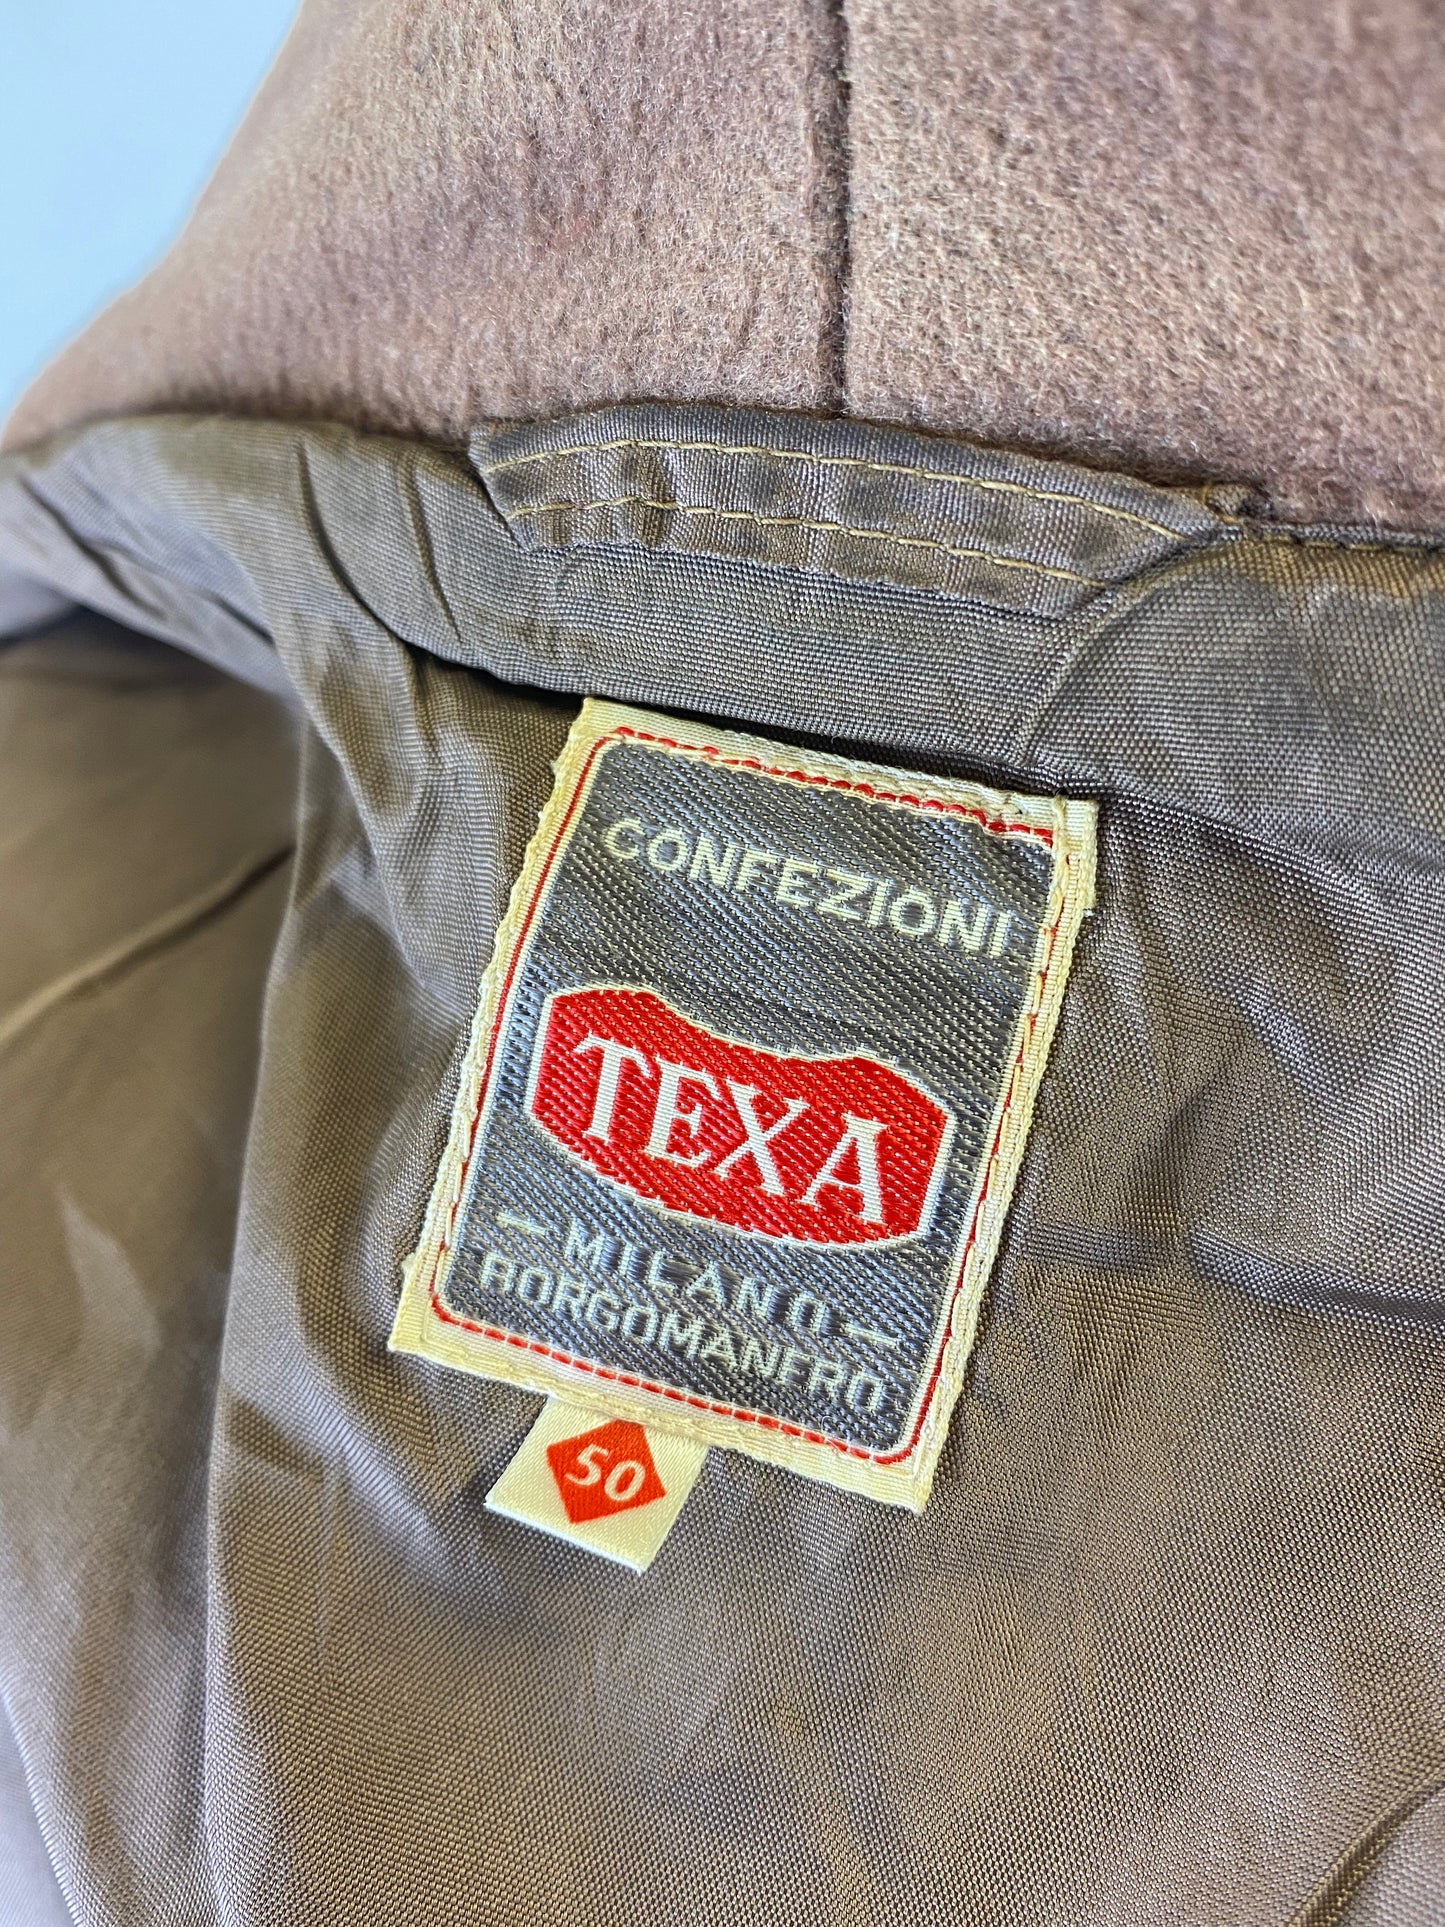 CONFEZIONI
TEXA
- MILANO -
BORGOMANERO
50